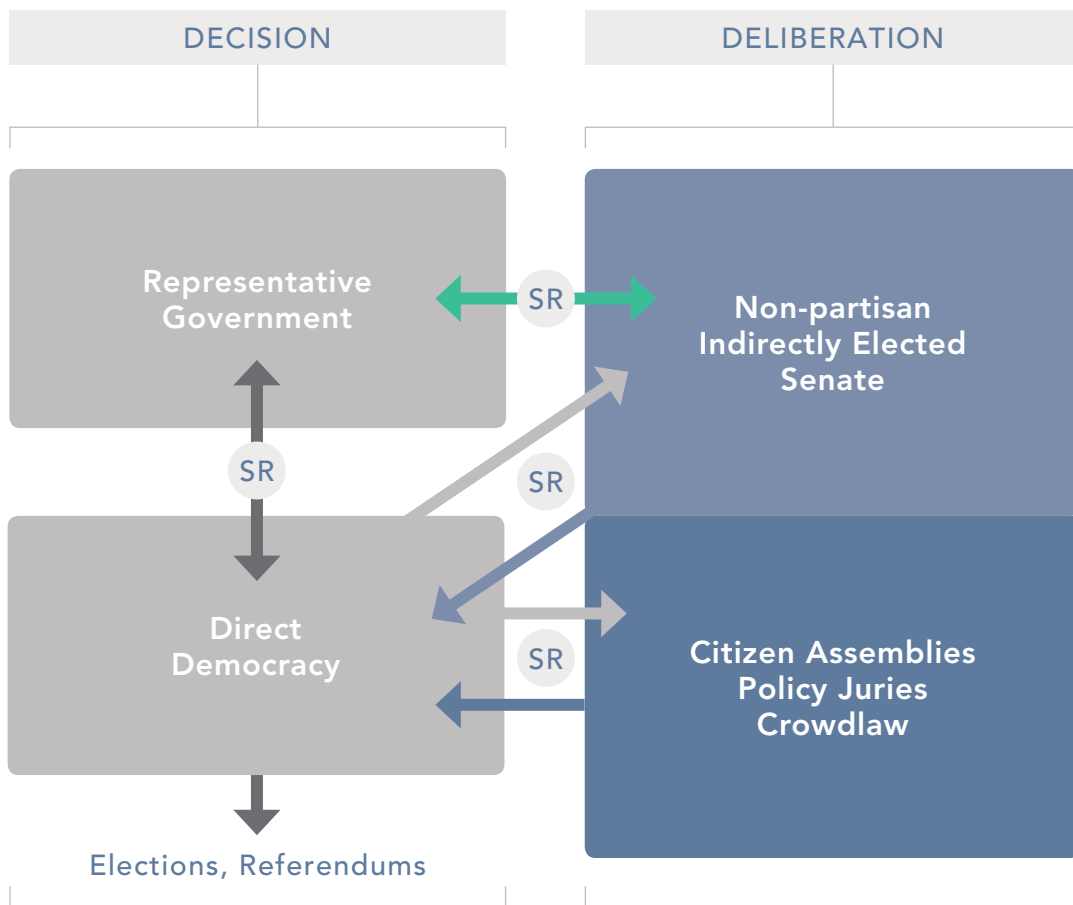 DECISION
DELIBERATION
Representative
Government
SR
Non-partisan
Indirectly Elected
Senate
SR
SR
Direct
Democracy
SR
Citizen Assemblies
Policy Juries
Crowdlaw
Elections, Referendums